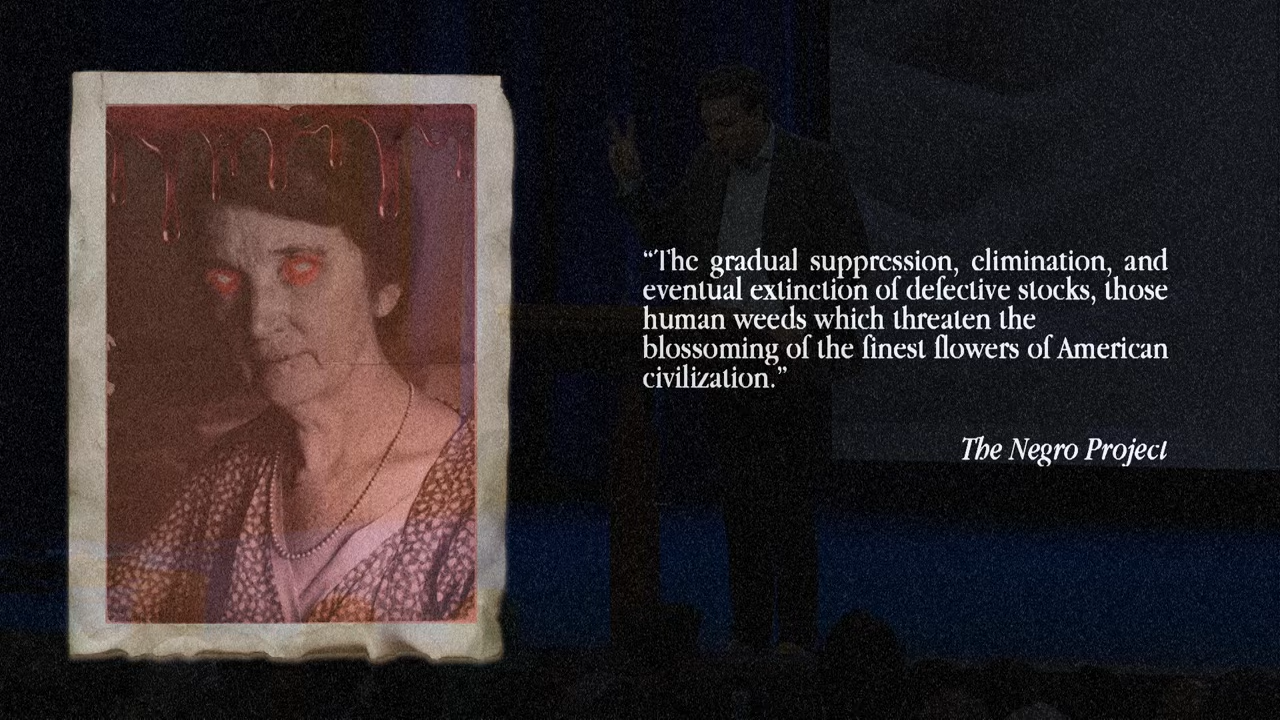 “The gradual suppression, elimination, and
eventual extinction of defective stocks, those
human weeds which threaten the
blossoming of the finest flowers of American
civilization.”
The Negro Project